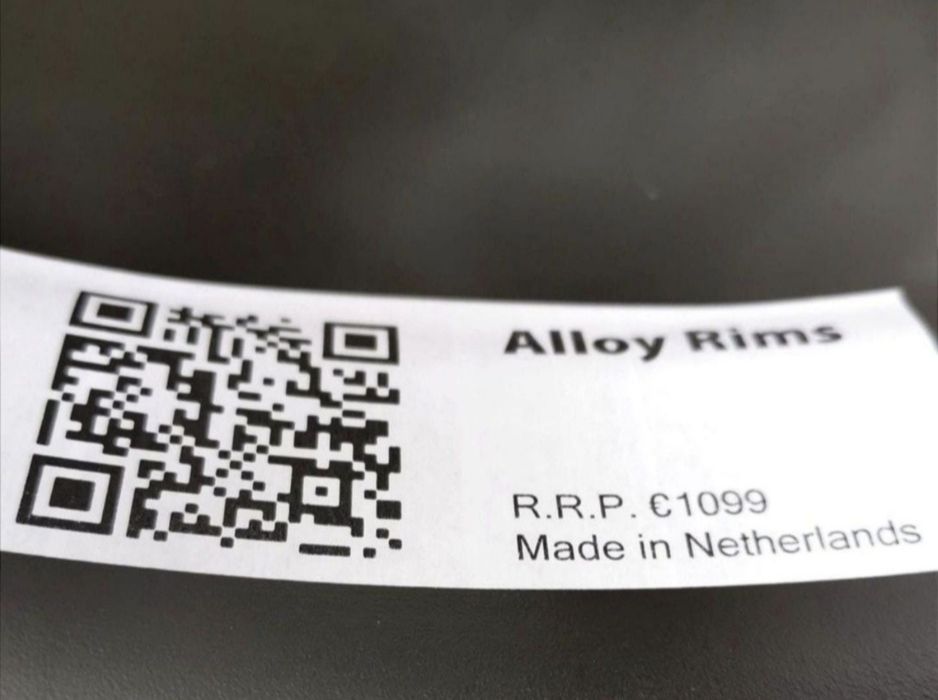 Alloy Rims
R.R.P. €1099
Made in Netherlands